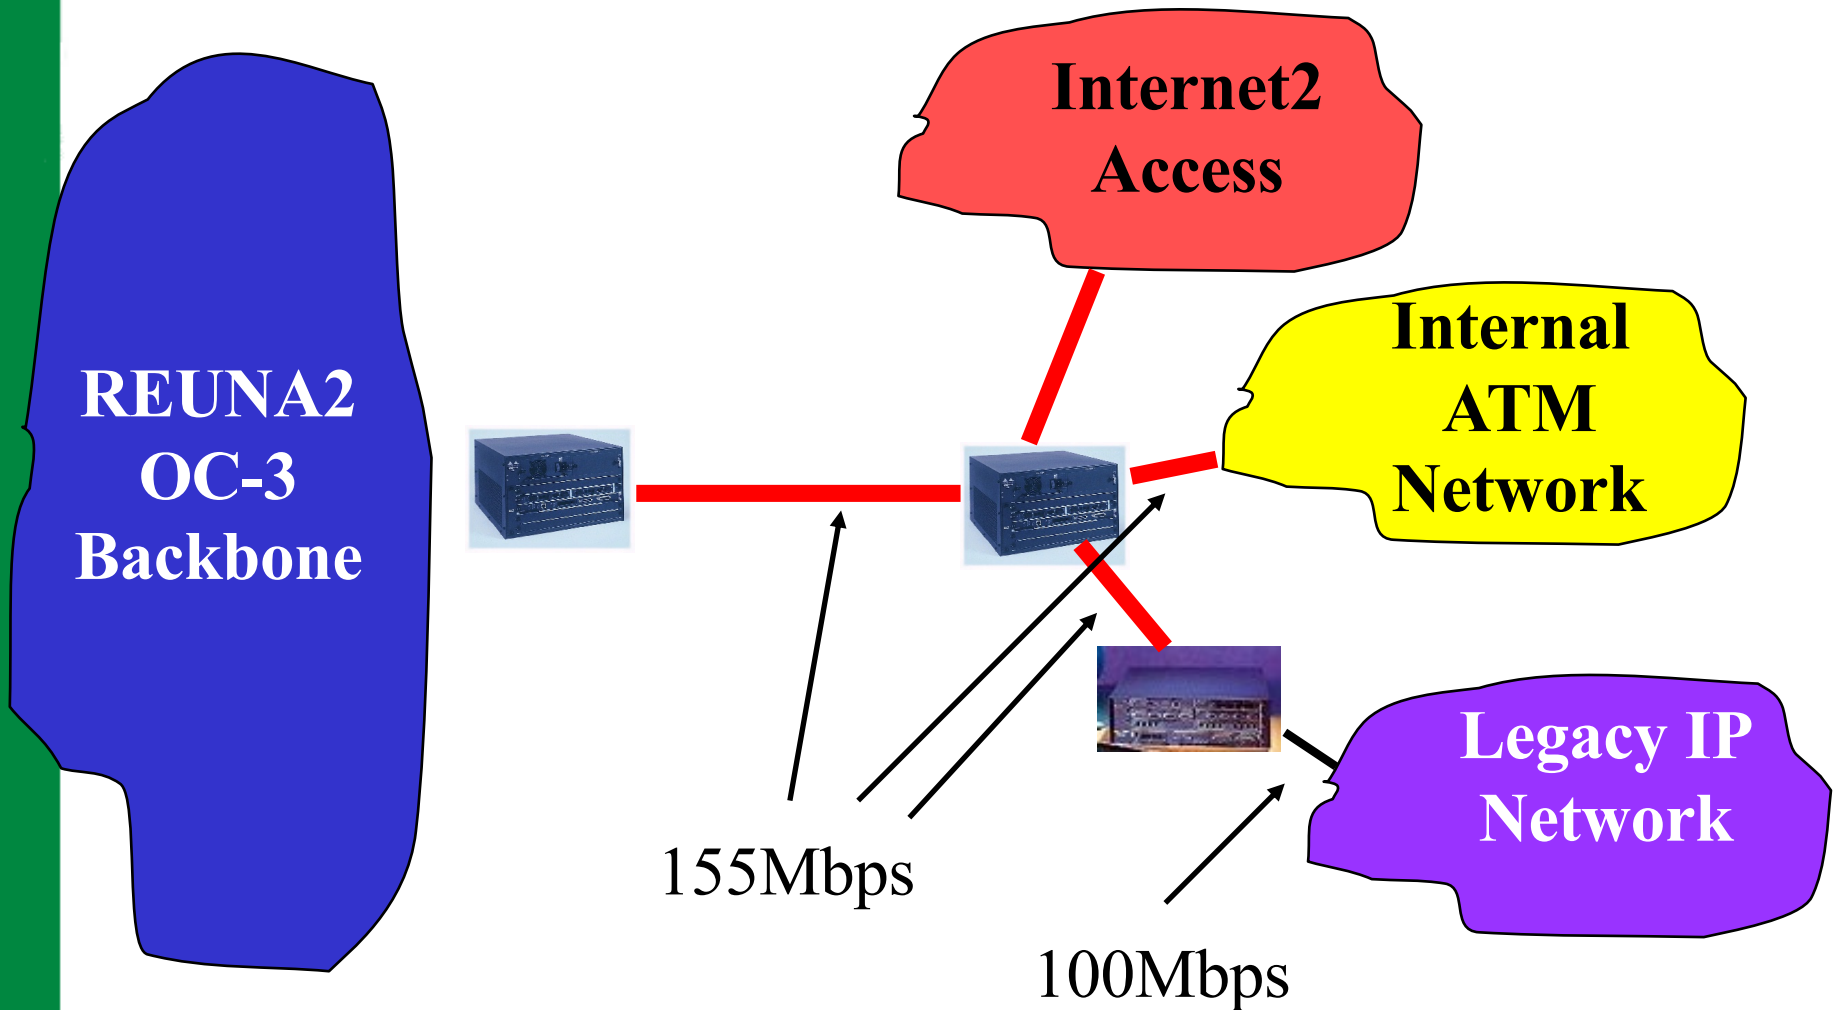 Internet2
Access
Internal
ATM
Network
REUNA2
OC-3
Backbone
Legacy IP
Network
155Mbps
100Mbps